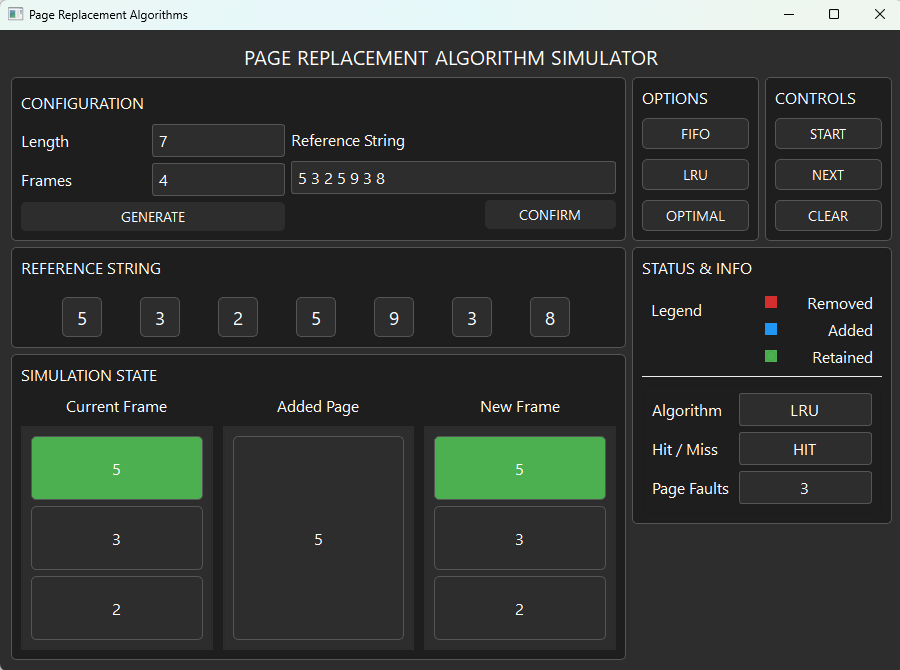 Page Replacement Algorithms
PAGE REPLACEMENT ALGORITHM SIMULATOR
CONFIGURATION
Length
7
Reference String
Frames
4
5 3 2 5 9 3 8
GENERATE
CONFIRM
OPTIONS
FIFO
LRU
OPTIMAL
CONTROLS
START
NEXT
CLEAR
REFERENCE STRING
5 3 2 5 9 3 8
SIMULATION STATE
Current Frame
Added Page
New Frame
5
3
2
5
5
3
2
STATUS & INFO
Legend
Removed
Added
Retained
Algorithm
LRU
Hit / Miss
HIT
Page Faults
3